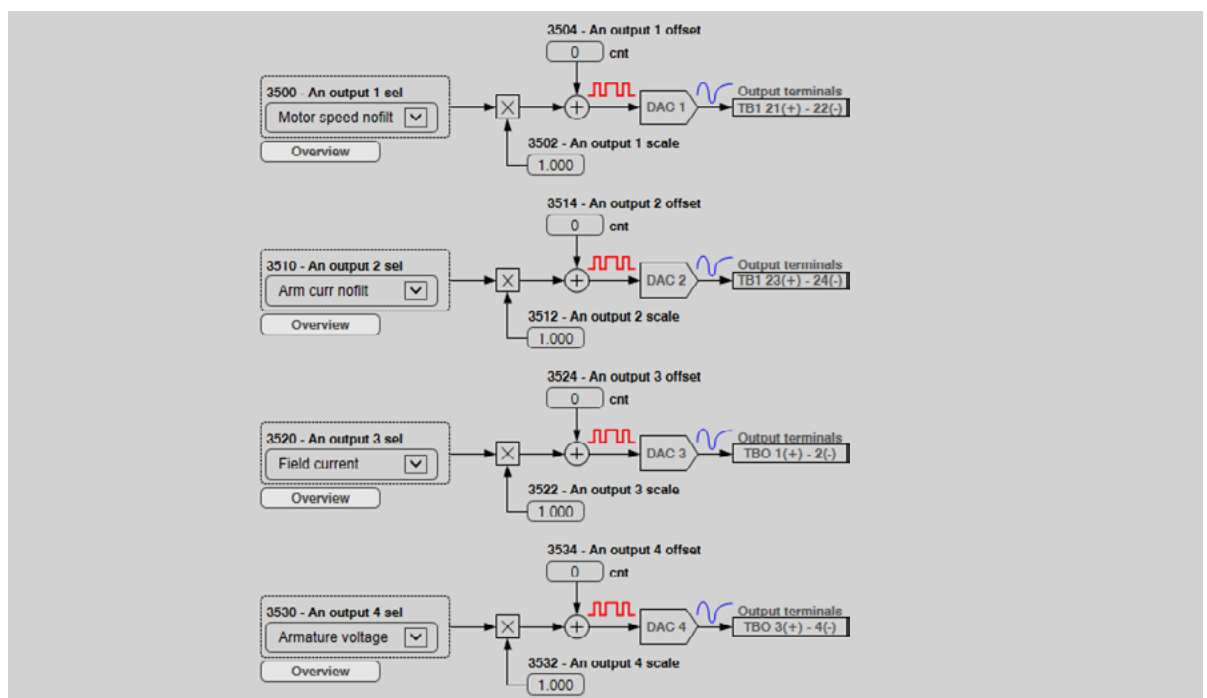 3504 - An output 1 offset
0 cnt
3500 - An output 1 sel
Motor speed nofilt
Overview
DAC 1
Output terminals
TB1 21(+) - 22(-)
3502 - An output 1 scale
1.000
3514 - An output 2 offset
0 cnt
3510 - An output 2 sel
Arm curr nofilt
Overview
DAC 2
Output terminals
TB1 23(+) - 24(-)
3512 - An output 2 scale
1.000
3524 - An output 3 offset
0 cnt
3520 - An output 3 sel
Field current
Overview
DAC 3
Output terminals
TBO 1(+) - 2(-)
3522 - An output 3 scale
1.000
3534 - An output 4 offset
0 cnt
3530 - An output 4 sel
Armature voltage
Overview
DAC 4
Output terminals
TBO 3(+) - 4(-)
3532 - An output 4 scale
1.000